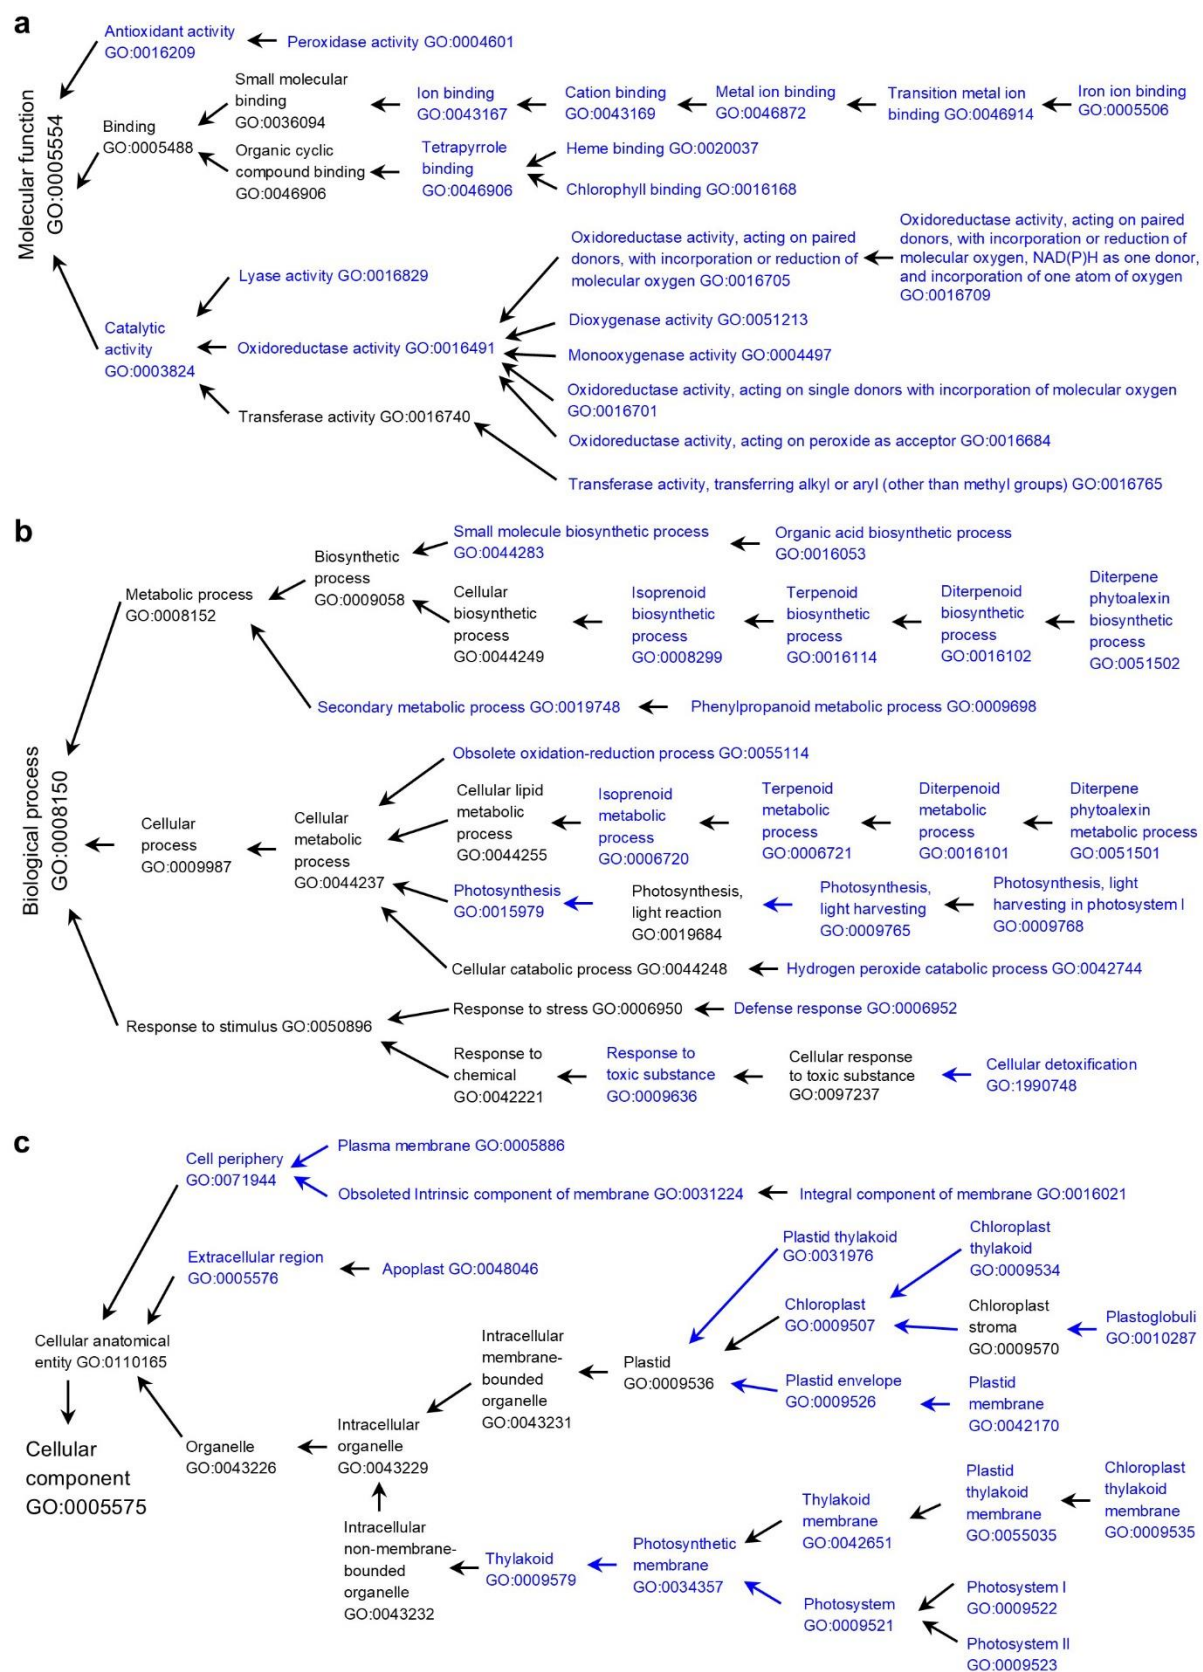 a
Molecular function
GO:0005554
Antioxidant activity
GO:0016209
Peroxidase activity GO:0004601
Binding
GO:0005488
Small molecular
binding
GO:0036094
Ion binding
GO:0043167
Cation binding
GO:0043169
Metal ion binding
GO:0046872
Transition metal ion
binding GO:0046914
Iron ion binding
GO:0005506
Organic cyclic
compound binding
GO:0046906
Tetrapyrrole
binding
GO:0046906
Heme binding GO:0020037
Chlorophyll binding GO:0016168
Catalytic
activity
GO:0003824
Lyase activity GO:0016829
Oxidoreductase activity GO:0016491
Transferase activity GO:0016740
Oxidoreductase activity, acting on paired
donors, with incorporation or reduction of
molecular oxygen GO:0016705
Oxidoreductase activity, acting on paired
donors, with incorporation or reduction of
molecular oxygen, NAD(P)H as one donor,
and incorporation of one atom of oxygen
GO:0016709
Dioxygenase activity GO:0051213
Monooxygenase activity GO:0004497
Oxidoreductase activity, acting on single donors with incorporation of molecular oxygen
GO:0016701
Oxidoreductase activity, acting on peroxide as acceptor GO:0016684
Transferase activity, transferring alkyl or aryl (other than methyl groups) GO:0016765
b
Biological process
GO:0008150
Metabolic process
GO:0008152
Biosynthetic
process
GO:0009058
Small molecule biosynthetic process
GO:0044283
Organic acid biosynthetic process
GO:0016053
Cellular
biosynthetic
process
GO:0044249
Isoprenoid
biosynthetic
process
GO:0008299
Terpenoid
biosynthetic
process
GO:0016114
Diterpenoid
biosynthetic
process
GO:0016102
Diterpene
phytoalexin
biosynthetic
process
GO:0051502
Secondary metabolic process GO:0019748
Phenylpropanoid metabolic process GO:0009698
Cellular
process
GO:0009987
Cellular
metabolic
process
GO:0044237
Obsolete oxidation-reduction process GO:0055114
Cellular lipid
metabolic
process
GO:0044255
Isoprenoid
metabolic
process
GO:0006720
Terpenoid
metabolic
process
GO:0006721
Diterpenoid
metabolic
process
GO:0016101
Diterpene
phytoalexin
metabolic process
GO:0051501
Photosynthesis
GO:0015979
Photosynthesis,
light reaction
GO:0019684
Photosynthesis,
light harvesting
GO:0009765
Photosynthesis, light
harvesting in photosystem I
GO:0009768
Cellular catabolic process GO:0044248
Hydrogen peroxide catabolic process GO:0042744
Response to stimulus GO:0050896
Response to stress GO:0006950
Defense response GO:0006952
Response to
chemical
GO:0042221
Response to
toxic substance
GO:0009636
Cellular response
to toxic substance
GO:0097237
Cellular detoxification
GO:1990748
c
Cell periphery
GO:0071944
Plasma membrane GO:0005886
Obsoleted Intrinsic component of membrane GO:0031224
Integral component of membrane GO:0016021
Extracellular region
GO:0005576
Apoplast GO:0048046
Cellular anatomical
entity GO:0110165
Cellular
component
GO:0005575
Organelle
GO:0043226
Intracellular
organelle
GO:0043229
Intracellular
membrane-
bounded
organelle
GO:0043231
Plastid
GO:0009536
Plastid thylakoid
GO:0031976
Chloroplast
GO:0009507
Chloroplast
thylakoid
GO:0009534
Chloroplast
stroma
GO:0009570
Plastoglobuli
GO:0010287
Plastid envelope
GO:0009526
Plastid
membrane
GO:0042170
Intracellular
non-membrane-
bounded
organelle
GO:0043232
Thylakoid
GO:0009579
Photosynthetic
membrane
GO:0034357
Thylakoid
membrane
GO:0042651
Plastid
thylakoid
membrane
GO:0055035
Chloroplast
thylakoid
membrane
GO:0009535
Photosystem
GO:0009521
Photosystem I
GO:0009522
Photosystem II
GO:0009523